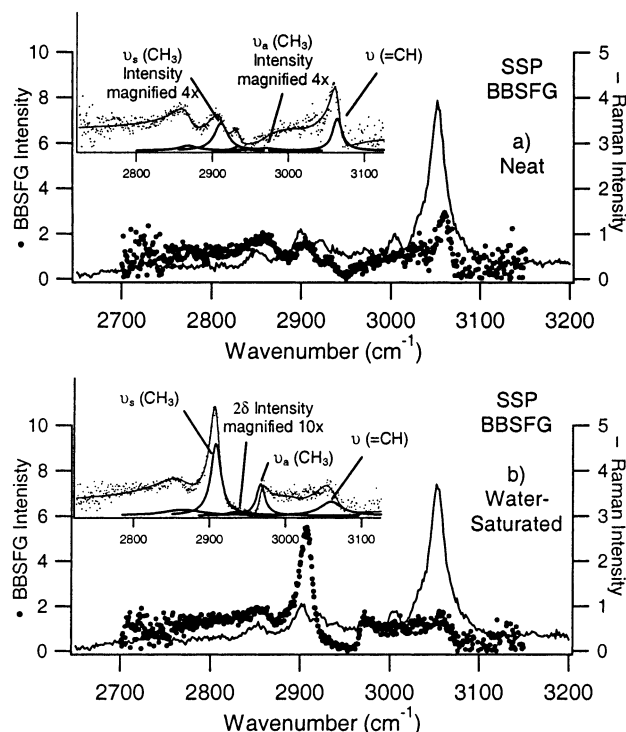 υs (CH3)
Intensity
magnified 4x
υa (CH3)
Intensity
magnified 4x
υ (=CH)
SSP
BBSFG
a)
Neat
10
8
6
4
2
0
5
4
3
2
1
0
2800 2900 3000 3100
• BBSFG Intensity
– Raman Intensity
2700 2800 2900 3000 3100 3200
Wavenumber (cm-1)
υs (CH3)
2δ Intensity
magnified 10x
υa (CH3)
υ (=CH)
SSP
BBSFG
b)
Water-
Saturated
10
8
6
4
2
0
5
4
3
2
1
0
2800 2900 3000 3100
• BBSFG Intenisty
– Raman Intensity
2700 2800 2900 3000 3100 3200
Wavenumber (cm-1)